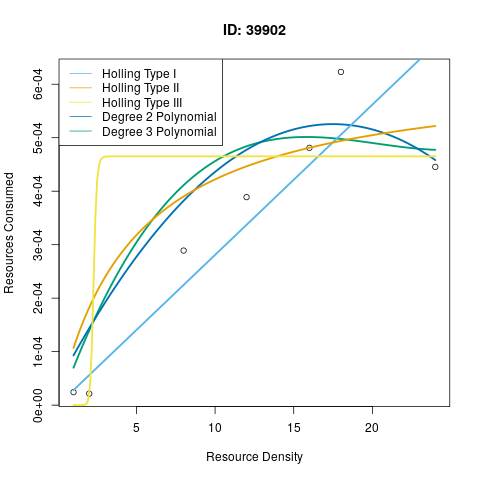 ID: 39902
Holling Type I
Holling Type II
Holling Type III
Degree 2 Polynomial
Degree 3 Polynomial
Resources Consumed
6e-04
5e-04
4e-04
3e-04
2e-04
1e-04
0e+00
5 10 15 20
Resource Density